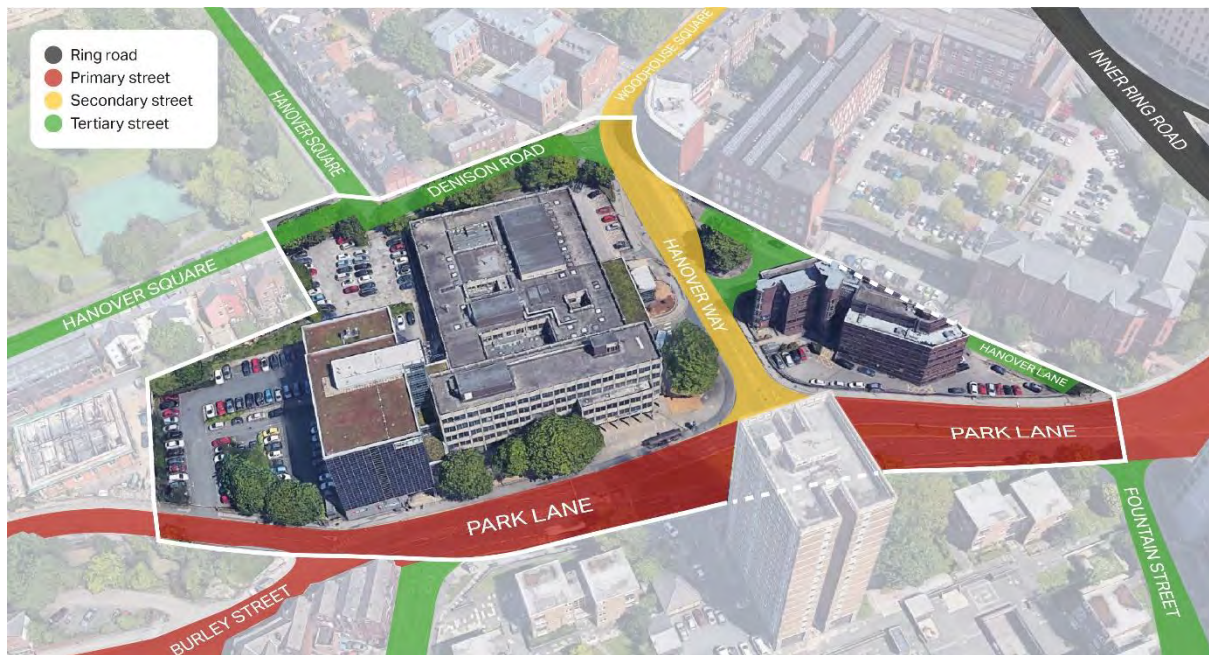 Ring road
Primary street
Secondary street
Tertiary street
HANOVER SQUARE
WOODHOUSE SQUARE
INNER RING ROAD
DENISON ROAD
HANOVER SQUARE
HANOVER WAY
HANOVER LANE
PARK LANE
PARK LANE
FOUNTAIN STREET
BURLEY STREET